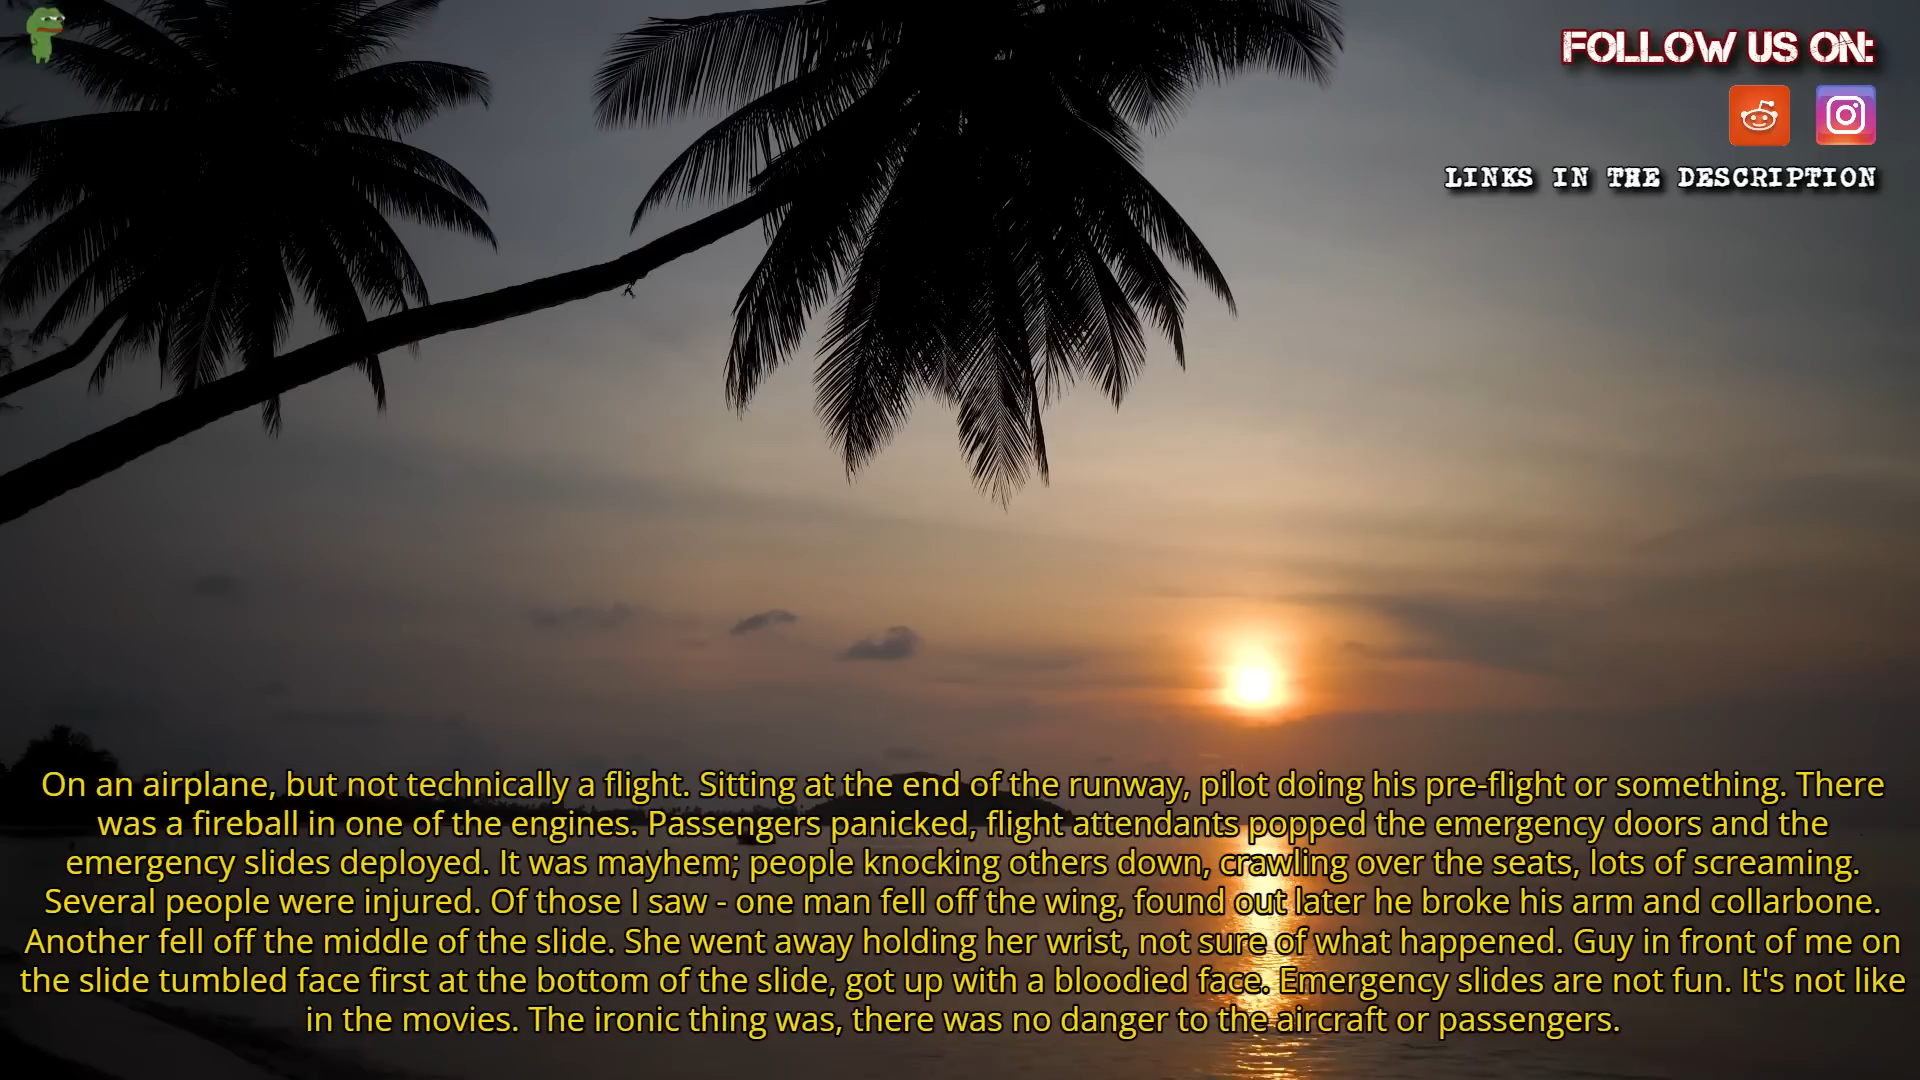 FOLLOW US ON:
LINKS IN THE DESCRIPTION
On an airplane, but not technically a flight. Sitting at the end of the runway, pilot doing his pre-flight or something. There
was a fireball in one of the engines. Passengers panicked, flight attendants popped the emergency doors and the
emergency slides deployed. It was mayhem; people knocking others down, crawling over the seats, lots of screaming.
Several people were injured. Of those I saw - one man fell off the wing, found out later he broke his arm and collarbone.
Another fell off the middle of the slide. She went away holding her wrist, not sure of what happened. Guy in front of me on
the slide tumbled face first at the bottom of the slide, got up with a bloodied face. Emergency slides are not fun. It's not like
in the movies. The ironic thing was, there was no danger to the aircraft or passengers.